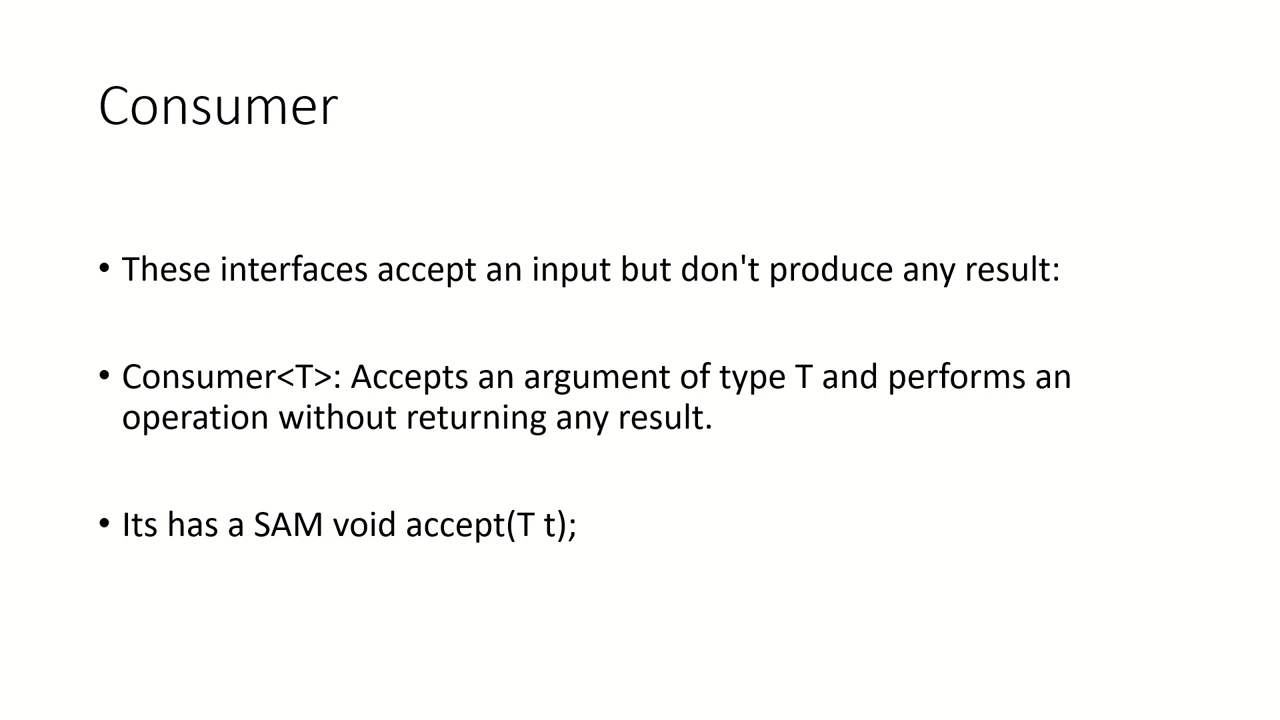 Consumer
• These interfaces accept an input but don't produce any result:
• Consumer<T>: Accepts an argument of type T and performs an
operation without returning any result.
• Its has a SAM void accept(T t);